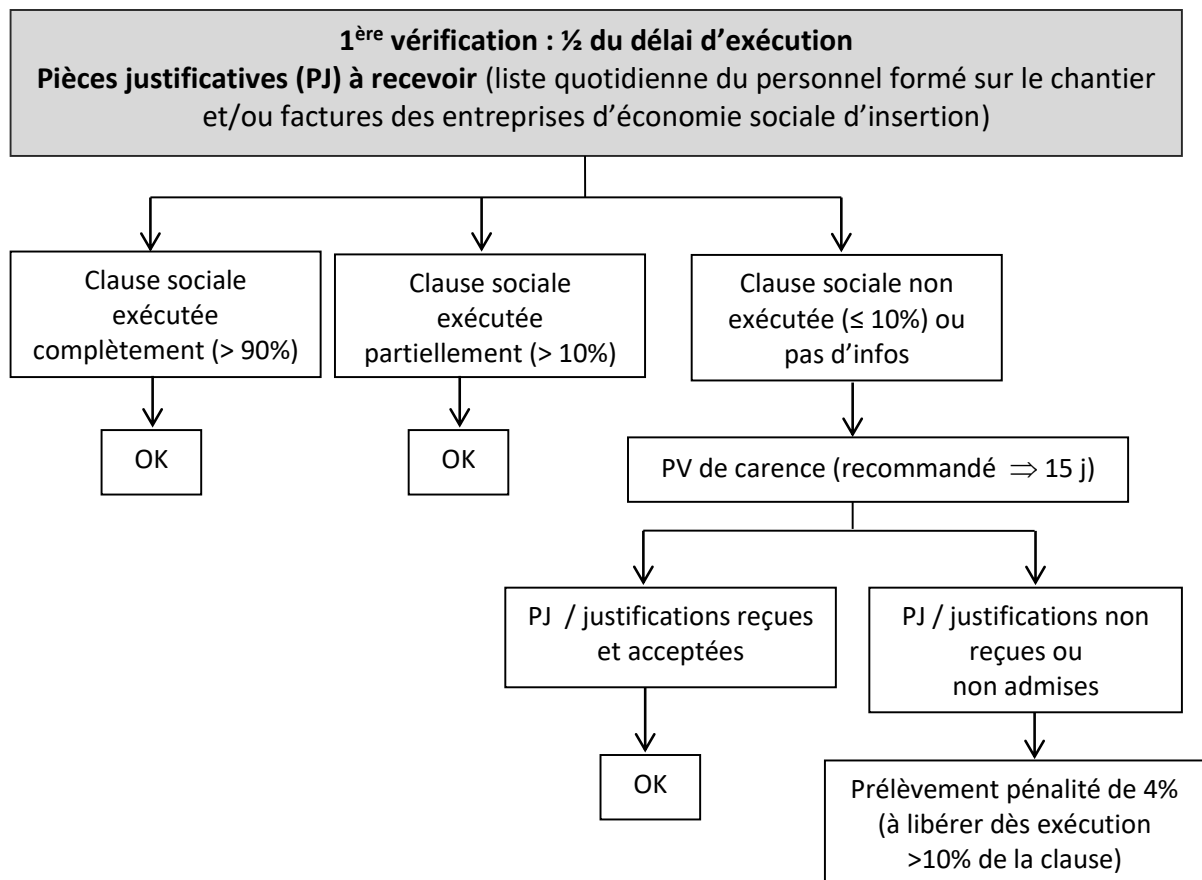 1ère vérification : ½ du délai d’exécution
Pièces justificatives (PJ) à recevoir (liste quotidienne du personnel formé sur le chantier
et/ou factures des entreprises d’économie sociale d’insertion)
Clause sociale
exécutée
complètement (> 90%)
Clause sociale
exécutée
partiellement (> 10%)
Clause sociale non
exécutée (≤ 10%) ou
pas d’infos
OK
OK
PV de carence (recommandé ⇒ 15 j)
PJ / justifications reçues
et acceptées
PJ / justifications non
reçues ou
non admises
OK
Prélèvement pénalité de 4%
(à libérer dès exécution
>10% de la clause)